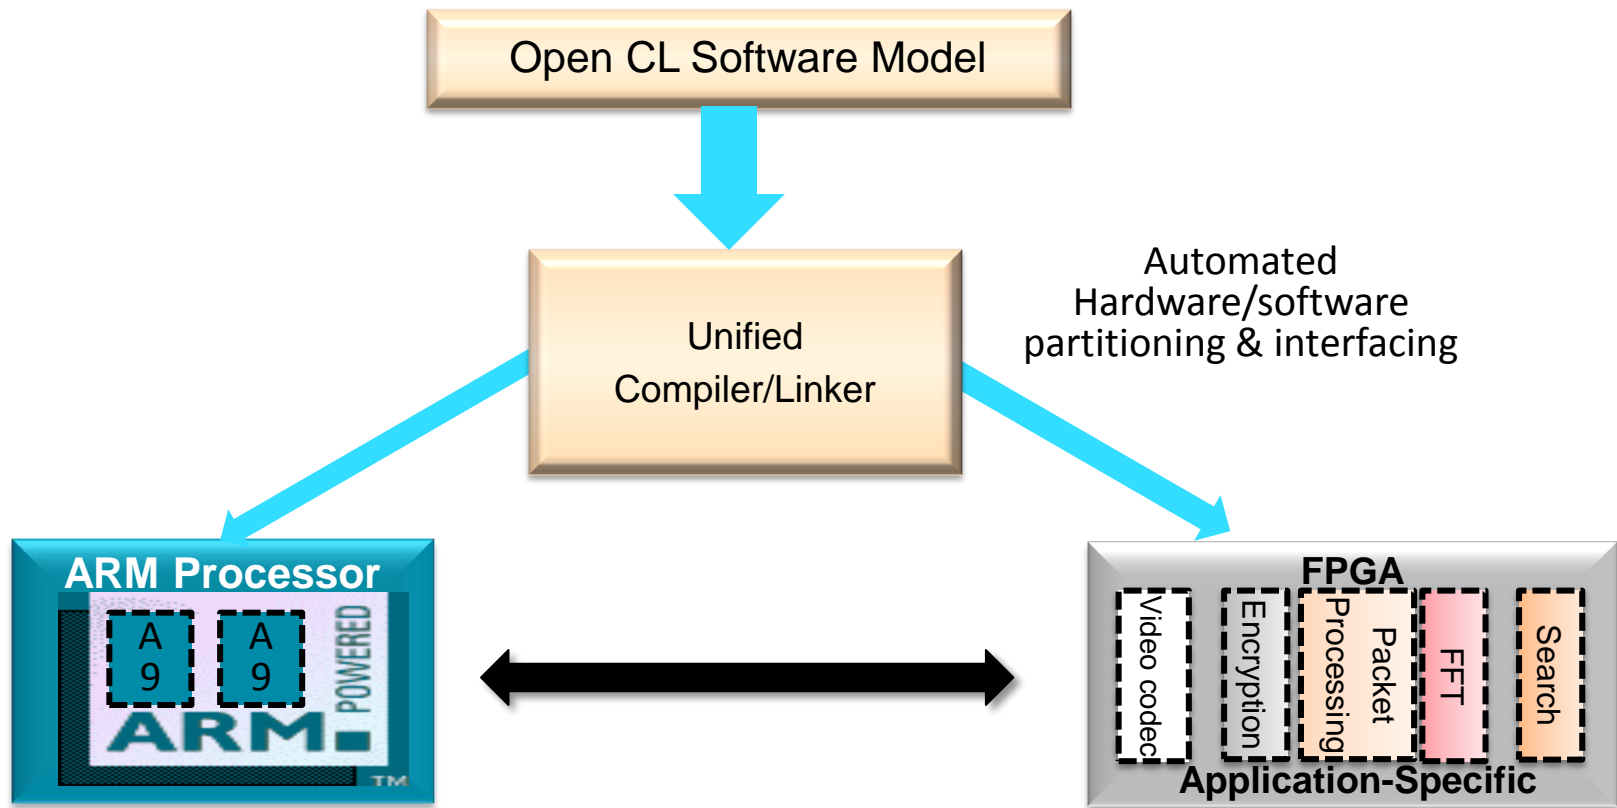 Open CL Software Model
Automated
Hardware/software
partitioning & interfacing
Unified
Compiler/Linker
ARM Processor
A
9
A
9
POWERED
ARM
TM
FPGA
Video codec
Encryption
Packet
Processing
FFT
Search
Application-Specific